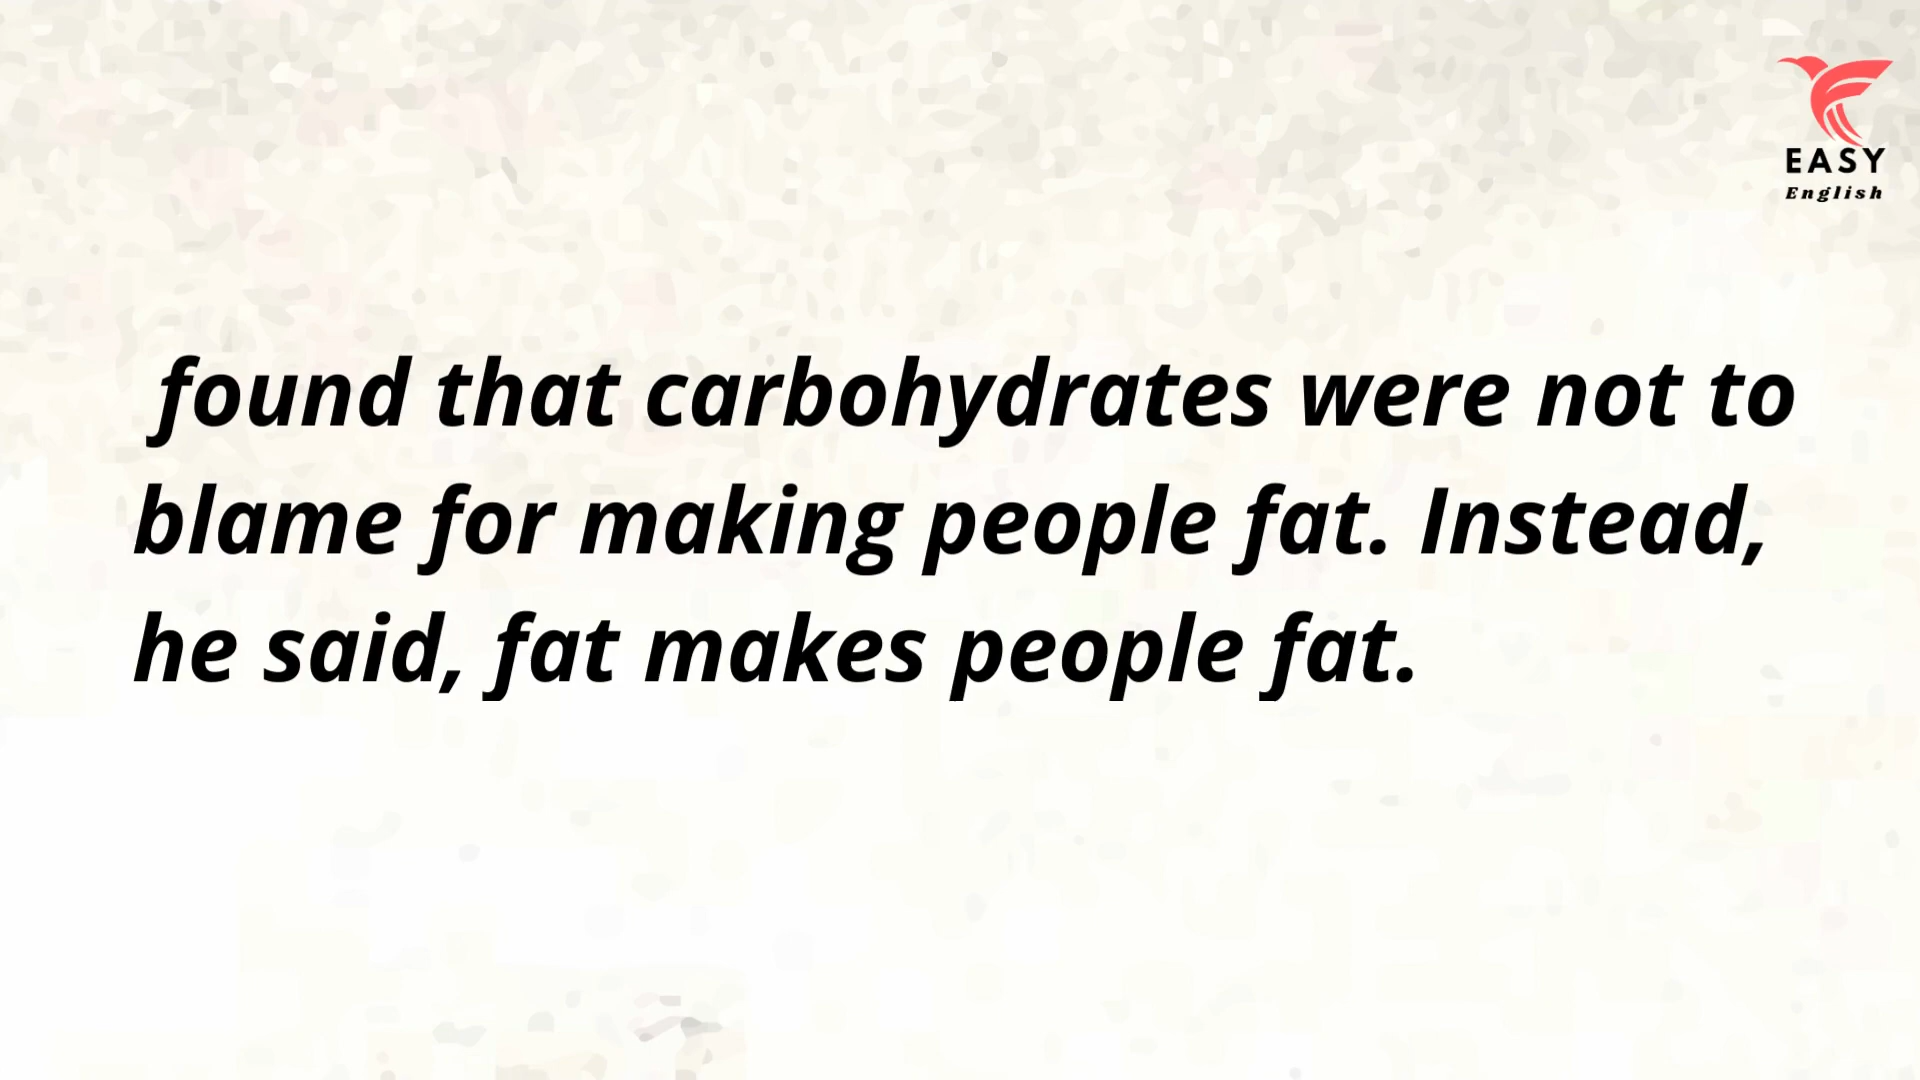 EASY
English
found that carbohydrates were not to
blame for making people fat. Instead,
he said, fat makes people fat.